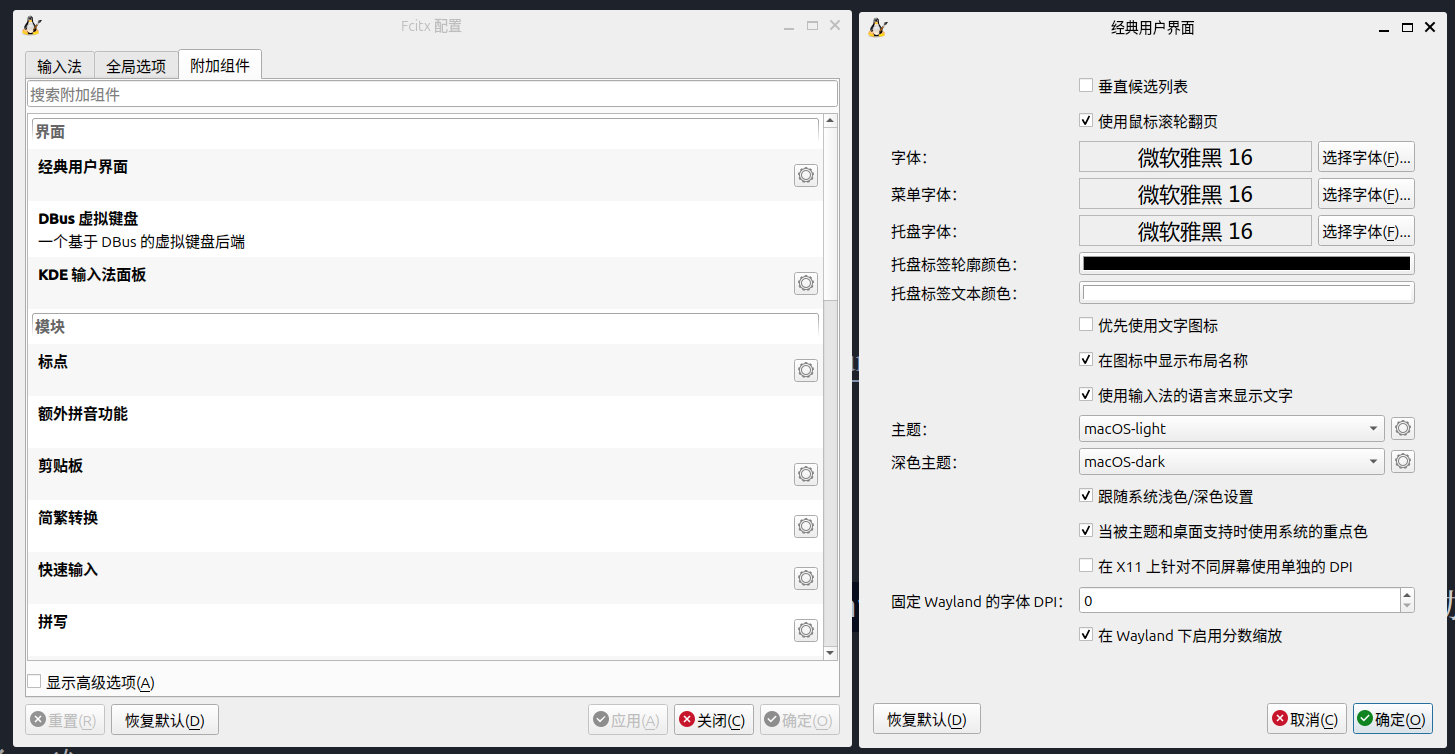 Fcitx 配置
输入法 全局选项 附加组件
搜索附加组件
界面
经典用户界面
DBus 虚拟键盘
一个基于 DBus 的虚拟键盘后端
KDE 输入法面板
模块
标点
额外拼音功能
剪贴板
简繁转换
快速输入
拼写
显示高级选项(A)
重置(R) 恢复默认(D) 应用(A) 关闭(C) 确定(O)
经典用户界面
垂直候选列表
使用鼠标滚轮翻页
字体: 微软雅黑 16 选择字体(F)...
菜单字体: 微软雅黑 16 选择字体(F)...
托盘字体: 微软雅黑 16 选择字体(F)...
托盘标签轮廓颜色:
托盘标签文本颜色:
优先使用文字图标
在图标中显示布局名称
使用输入法的语言来显示文字
主题: macOS-light
深色主题: macOS-dark
跟随系统浅色/深色设置
当被主题和桌面支持时使用系统的重点色
在 X11 上针对不同屏幕使用单独的 DPI
固定 Wayland 的字体 DPI: 0
在 Wayland 下启用分数缩放
恢复默认(D) 取消(C) 确定(O)